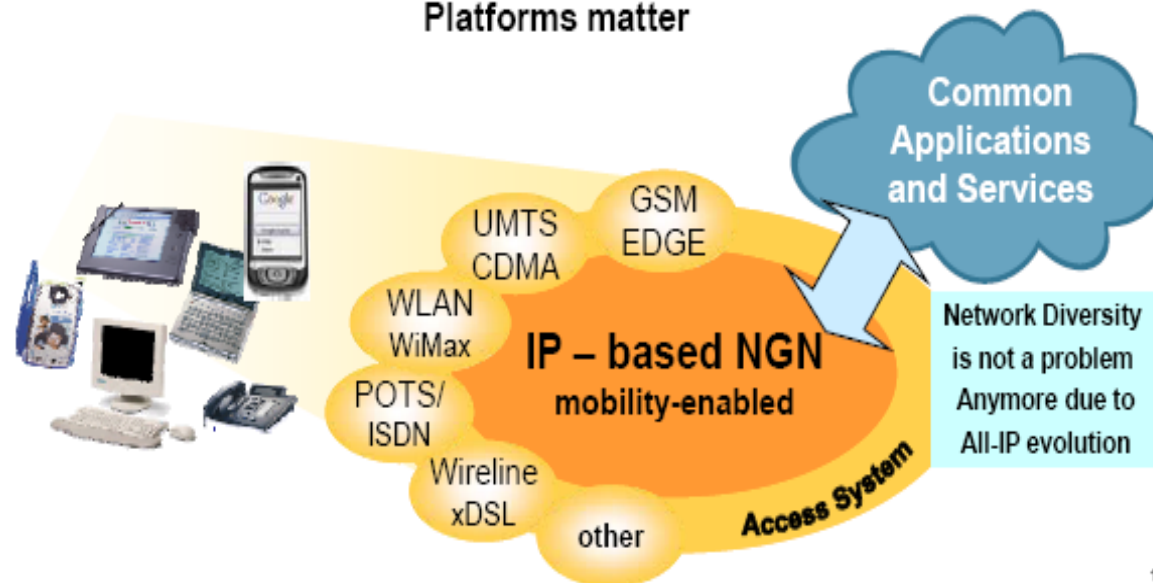 Platforms matter
Common
Applications
and Services
GSM
EDGE
UMTS
CDMA
WLAN
WiMax
POTS/
ISDN
Wireline
xDSL
other
IP – based NGN
mobility-enabled
Access System
Network Diversity
is not a problem
Anymore due to
All-IP evolution
Google